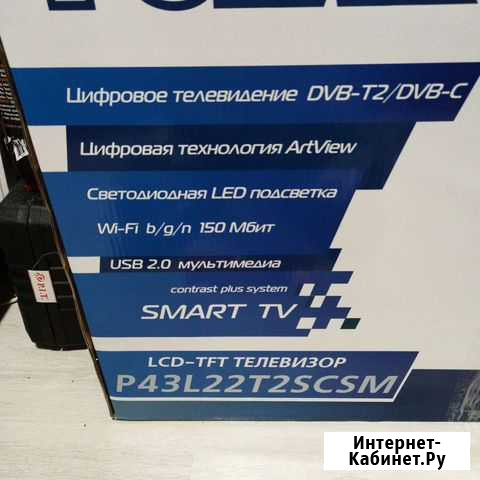 Цифровое телевидение DVB-T2/DVB-C
Цифровая технология ArtView
Светодиодная LED подсветка
Wi-Fi b/g/n 150 Мбит
USB 2.0 мультимедиа
contrast plus system
SMART TV
LCD-TFT ТЕЛЕВИЗОР
P43L22T2SCSM
Интернет-
Кабинет.Ру